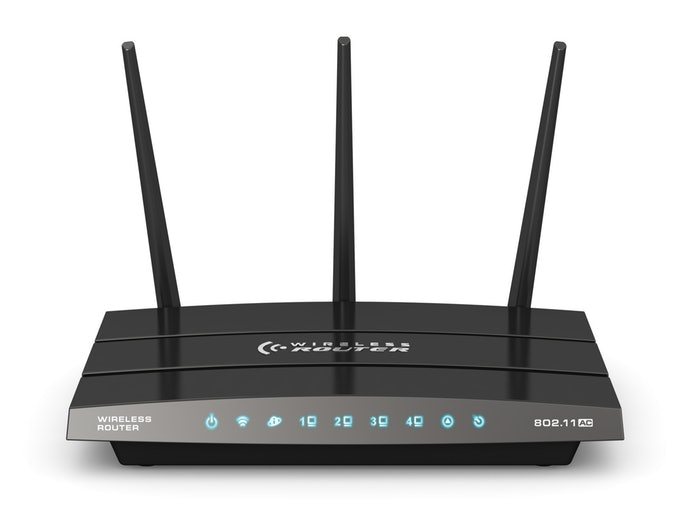 WIRELESS
ROUTER
WIRELESS
ROUTER
1
2
3
4
802.11 AC